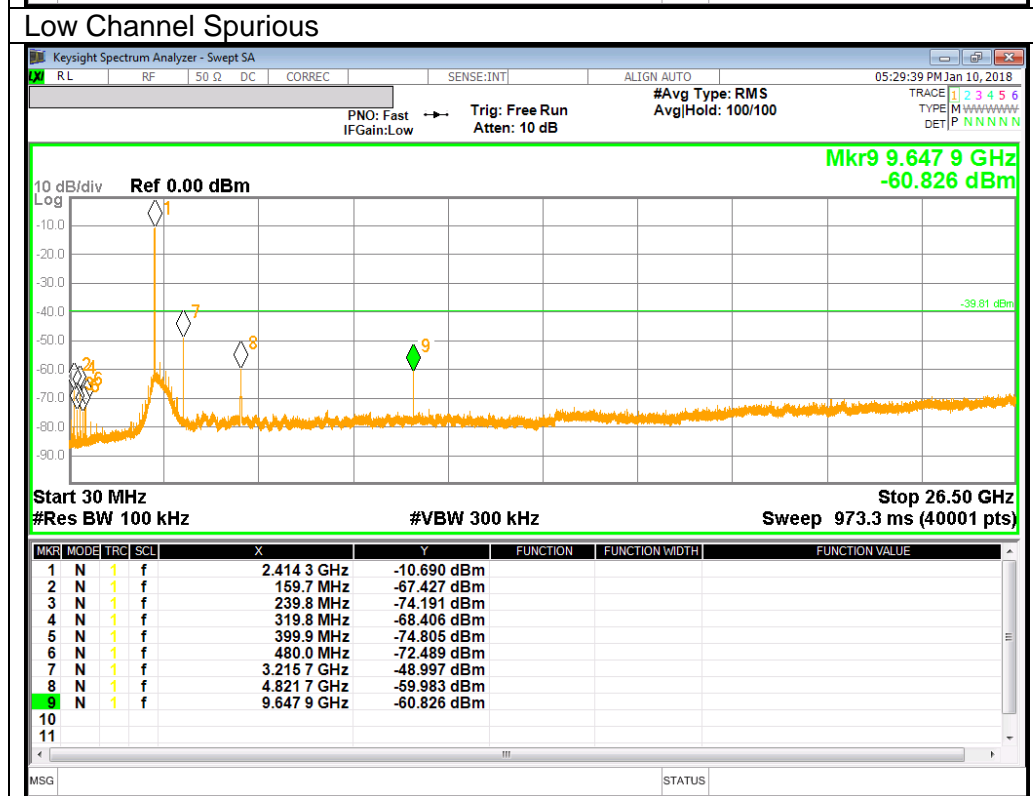 Low Channel Spurious
Keysight Spectrum Analyzer - Swept SA
LXI RL RF 50 Ω DC CORREC SENSE:INT ALIGN AUTO 05:29:39 PM Jan 10, 2018
PNO: Fast Trig: Free Run #Avg Type: RMS TRACE 1 2 3 4 5 6
IFGain:Low Atten: 10 dB Avg|Hold: 100/100 TYPE M WWWWW
DET P N N N N N
Mkr9 9.647 9 GHz
-60.826 dBm
10 dB/div Ref 0.00 dBm
Log
-10.0
-20.0
-30.0
-40.0
-50.0
-60.0
-70.0
-80.0
-90.0
1
7
8
9
2
4
6
-39.81 dBm
Start 30 MHz Stop 26.50 GHz
#Res BW 100 kHz #VBW 300 kHz Sweep 973.3 ms (40001 pts)
MKR MODE TRC SCL X Y FUNCTION FUNCTION WIDTH FUNCTION VALUE
1 N 1 f 2.414 3 GHz -10.690 dBm
2 N 1 f 159.7 MHz -67.427 dBm
3 N 1 f 239.8 MHz -74.191 dBm
4 N 1 f 319.8 MHz -68.406 dBm
5 N 1 f 399.9 MHz -74.805 dBm
6 N 1 f 480.0 MHz -72.489 dBm
7 N 1 f 3.215 7 GHz -48.997 dBm
8 N 1 f 4.821 7 GHz -59.983 dBm
9 N 1 f 9.647 9 GHz -60.826 dBm
10
11
MSG STATUS